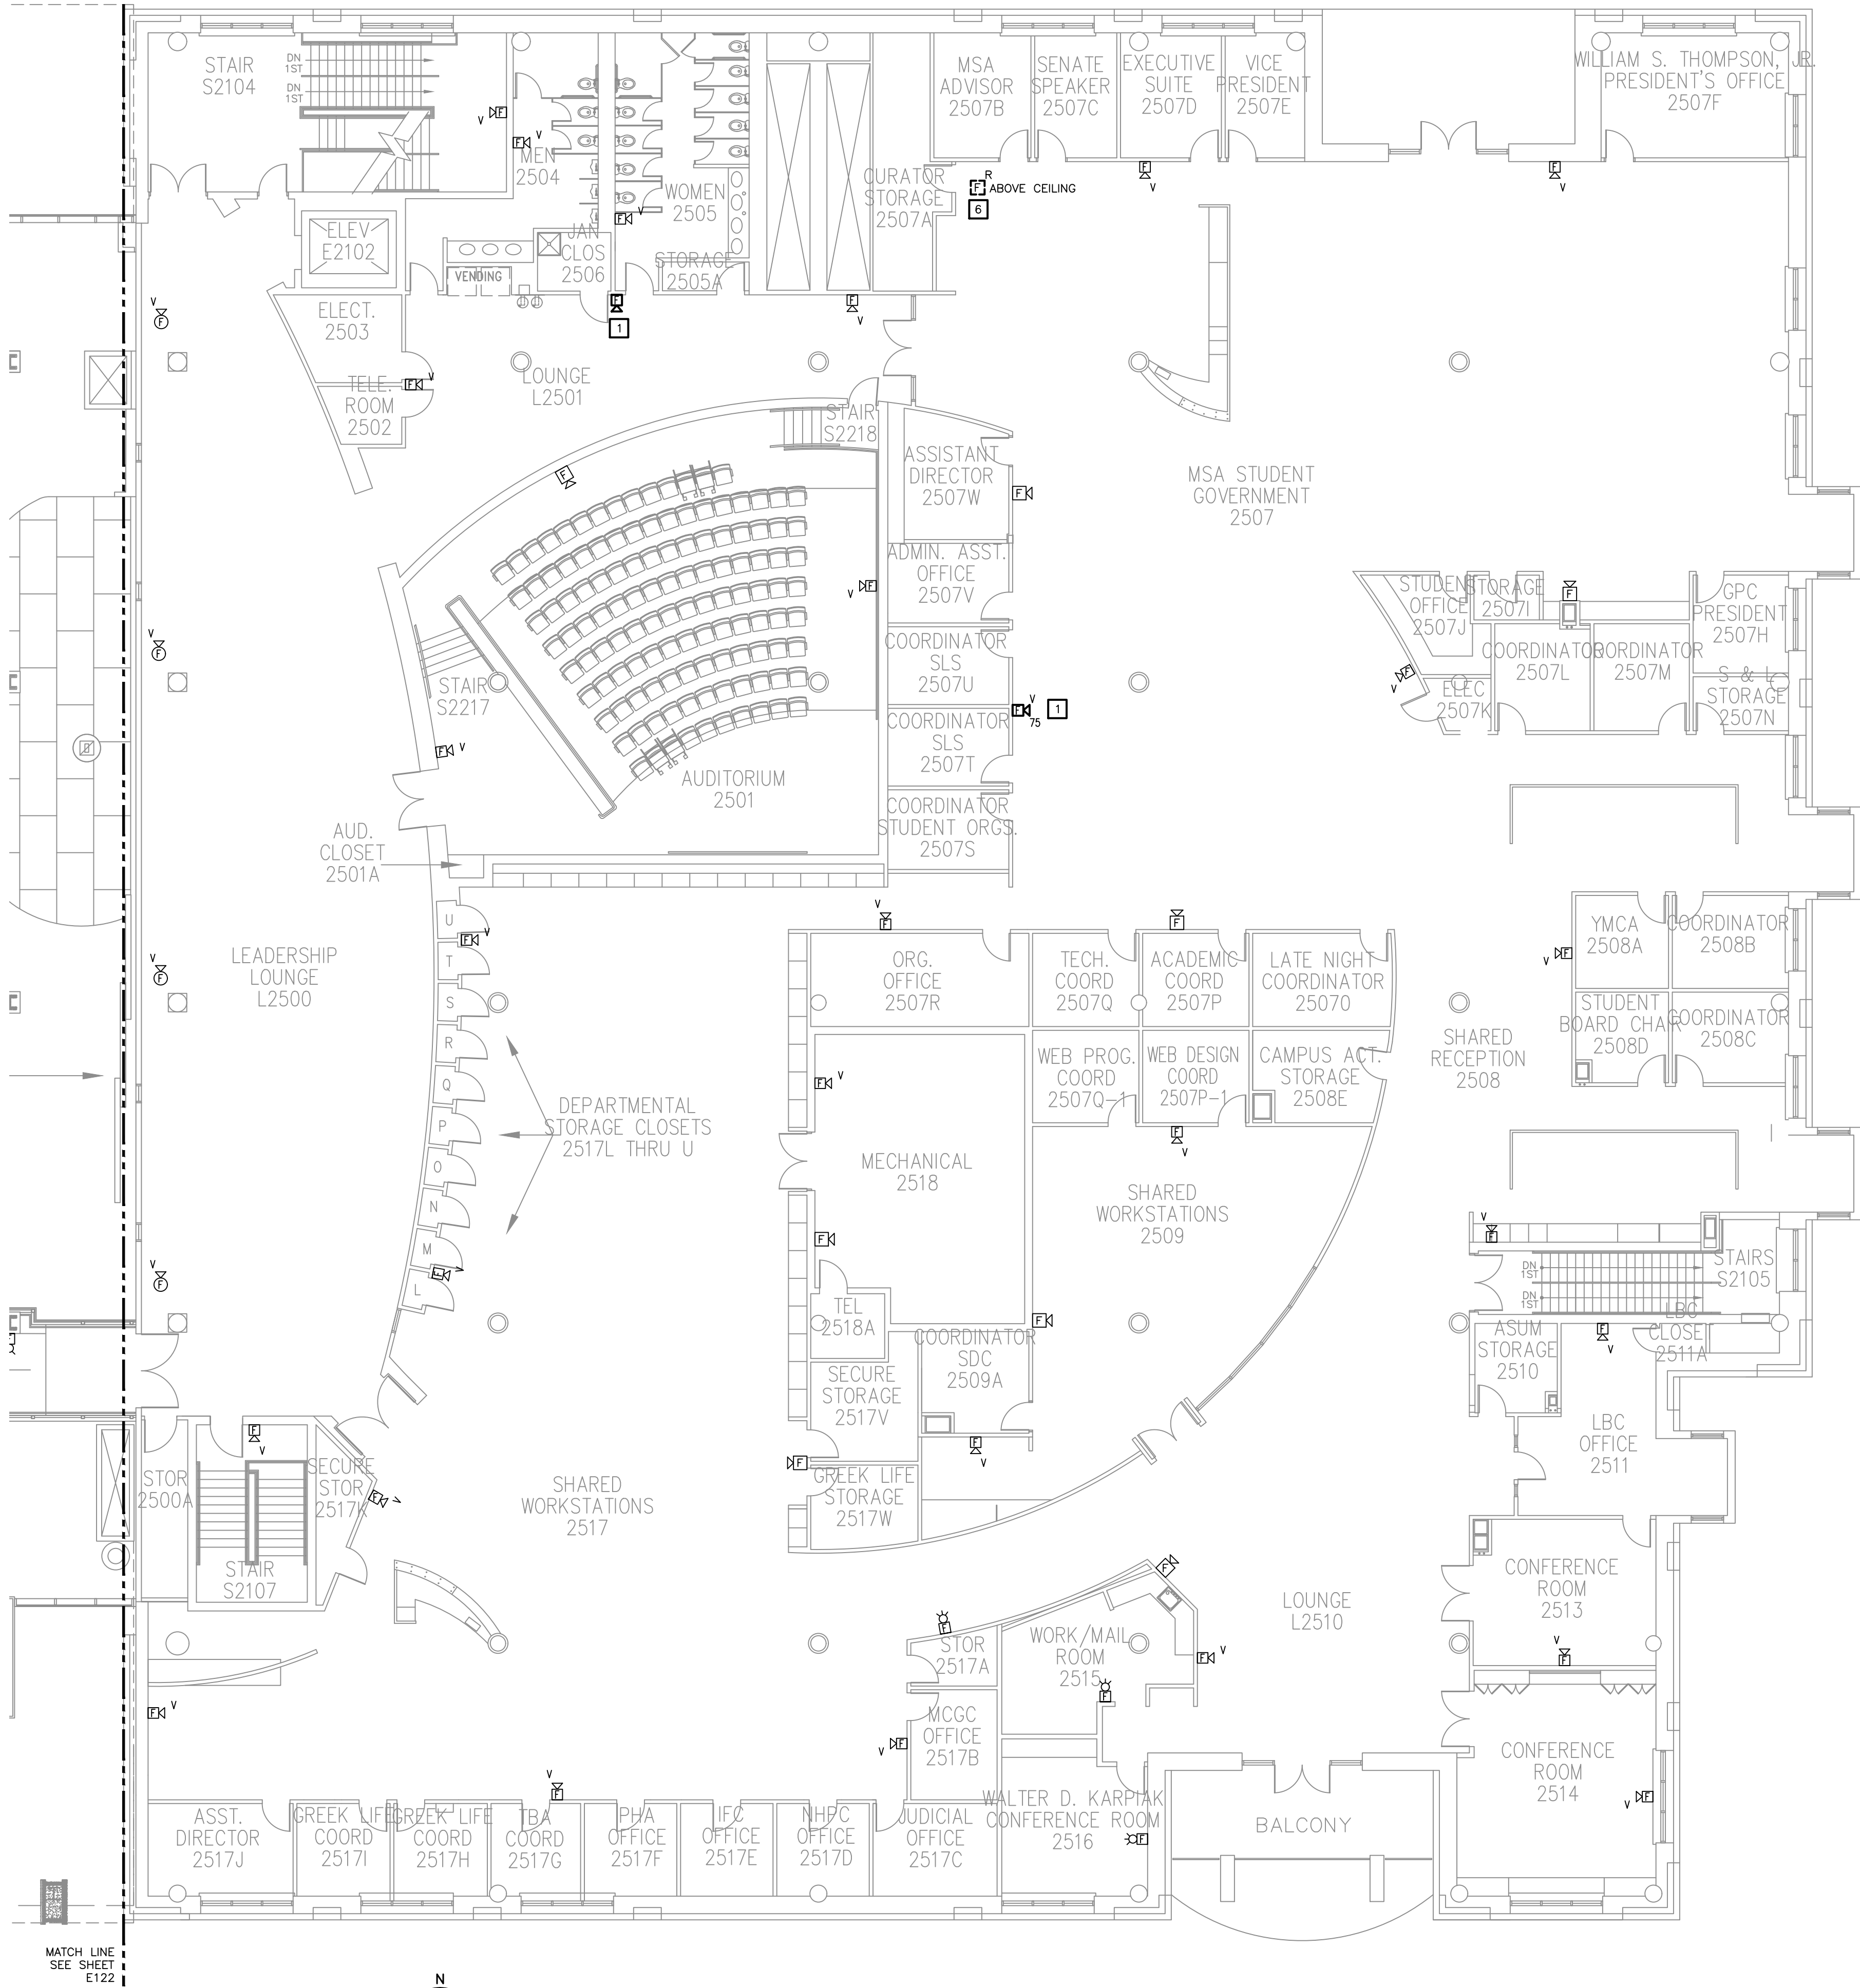 STAIR
S2104
DN
1ST
DN
1ST
V
F
F
V
MEN
2504
WOMEN
2505
F
V
CURATOR
STORAGE
2507A
MSA
ADVISOR
2507B
SENATE
SPEAKER
2507C
EXECUTIVE
SUITE
2507D
VICE
PRESIDENT
2507E
WILLIAM S. THOMPSON, JR.
PRESIDENT'S OFFICE
2507F
F
V
F
V
R
F
ABOVE CEILING
6
ELEV
E2102
JAN
CLOS
2506
STORAGE
2505A
VENDING
V
F
ELECT.
2503
F
1
F
V
F
V
TELE.
ROOM
2502
LOUNGE
L2501
STAIR
S2218
F
ASSISTANT
DIRECTOR
2507W
F
MSA STUDENT
GOVERNMENT
2507
ADMIN. ASST.
OFFICE
2507V
V
F
STUDENT
OFFICE
2507J
STORAGE
2507I
F
GPC
PRESIDENT
2507H
V
F
COORDINATOR
SLS
2507U
COORDINATOR
2507L
COORDINATOR
2507M
STAIR
S2217
F
V
ELEC
2507K
S & L
STORAGE
2507N
V
F
75
1
COORDINATOR
SLS
2507T
F
V
AUDITORIUM
2501
COORDINATOR
STUDENT ORGS.
2507S
AUD.
CLOSET
2501A
LEADERSHIP
LOUNGE
L2500
V
F
U
F
V
T
S
R
Q
P
O
N
M
F
V
L
V
F
ORG.
OFFICE
2507R
TECH.
COORD
2507Q
F
ACADEMIC
COORD
2507P
LATE NIGHT
COORDINATOR
2507O
V
F
YMCA
2508A
COORDINATOR
2508B
STUDENT
BOARD CHAIR
2508D
COORDINATOR
2508C
SHARED
RECEPTION
2508
WEB PROG.
COORD
2507Q-1
WEB DESIGN
COORD
2507P-1
CAMPUS ACT.
STORAGE
2508E
F
V
DEPARTMENTAL
STORAGE CLOSETS
2517L THRU U
F
V
MECHANICAL
2518
SHARED
WORKSTATIONS
2509
V
F
F
V
F
STAIRS
S2105
DN
1ST
DN
1ST
TEL
2518A
F
COORDINATOR
SDC
2509A
SECURE
STORAGE
2517V
ASUM
STORAGE
2510
F
V
LBC
CLOSET
2511A
LBC
OFFICE
2511
F
V
F
F
V
STOR
2500A
SECURE
STOR
2517K
F
V
GREEK LIFE
STORAGE
2517W
SHARED
WORKSTATIONS
2517
STAIR
S2107
F
LOUNGE
L2510
CONFERENCE
ROOM
2513
F
STOR
2517A
WORK/MAIL
ROOM
2515
F
V
V
F
F
F
V
MCGC
OFFICE
2517B
V
F
CONFERENCE
ROOM
2514
V
F
V
F
ASST.
DIRECTOR
2517J
GREEK LIFE
COORD
2517I
GREEK LIFE
COORD
2517H
TBA
COORD
2517G
PHA
OFFICE
2517F
IFC
OFFICE
2517E
NHPC
OFFICE
2517D
JUDICIAL
OFFICE
2517C
WALTER D. KARPIAK
CONFERENCE ROOM
2516
F
BALCONY
MATCH LINE
SEE SHEET
E122
N